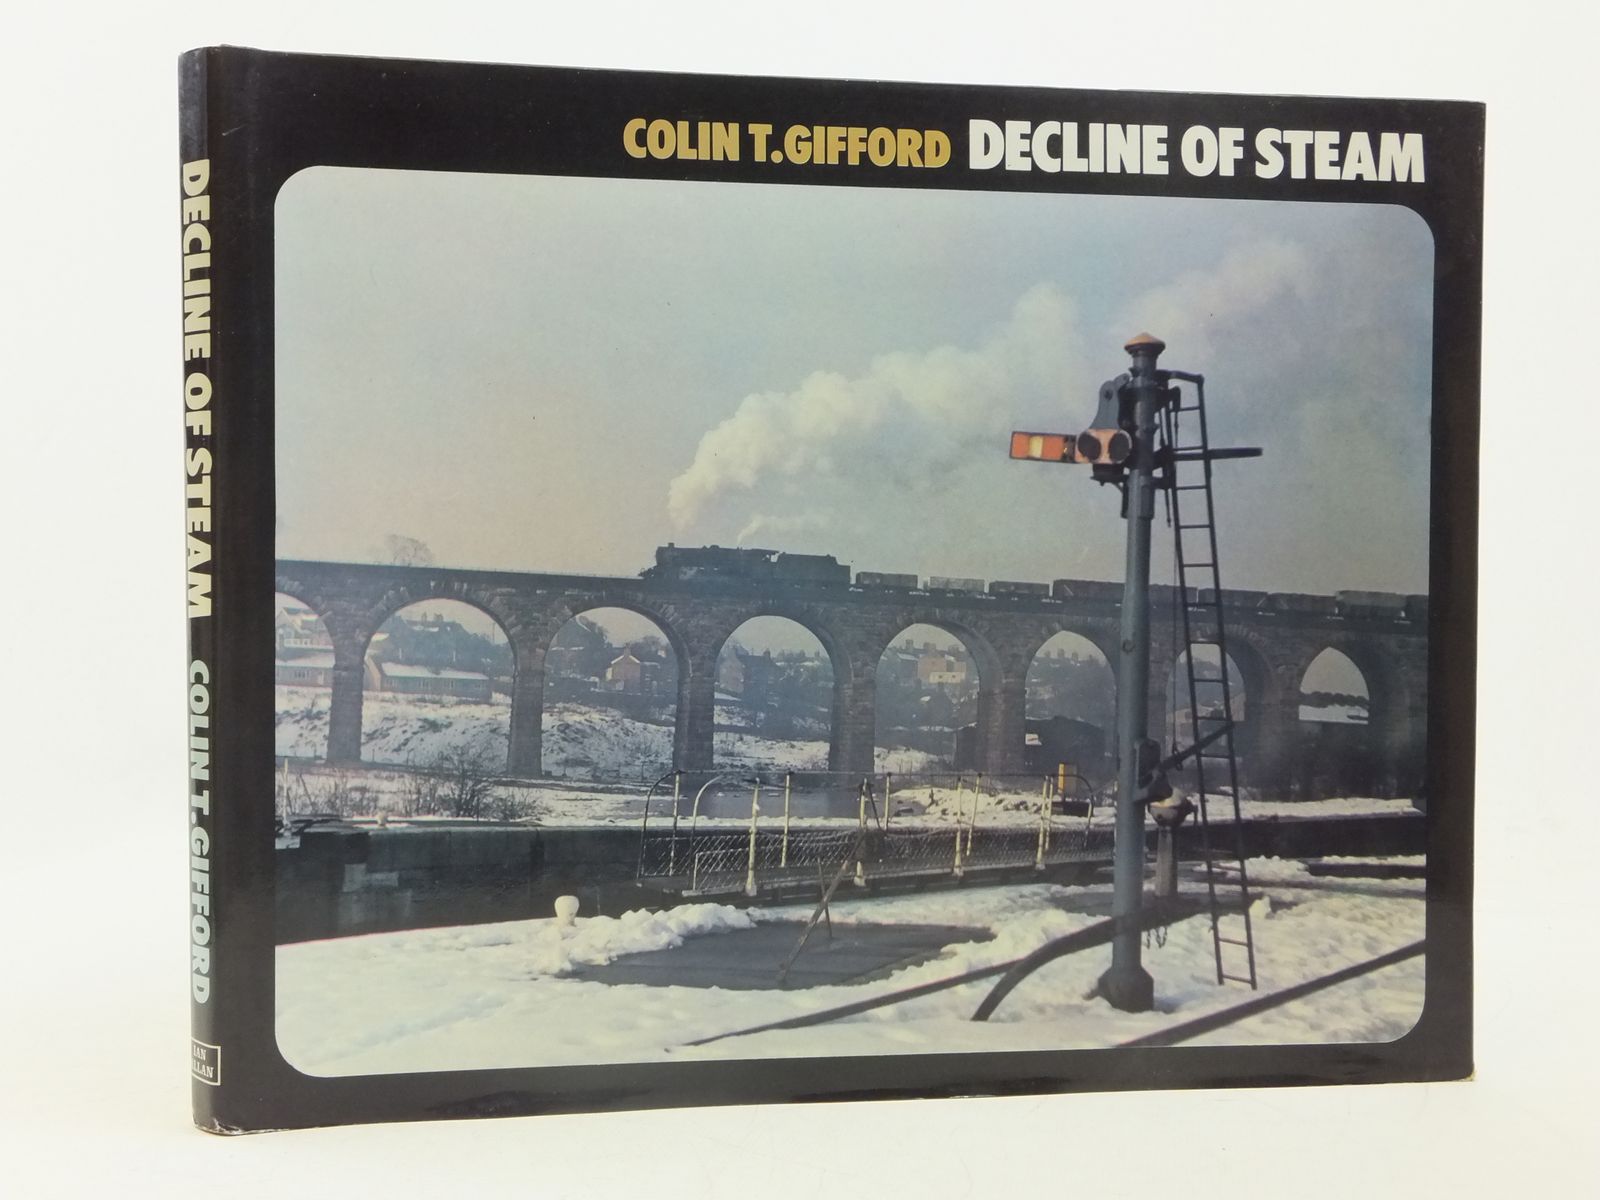 COLIN T. GIFFORD DECLINE OF STEAM
DECLINE OF STEAM COLIN T. GIFFORD
IAN
ALLAN